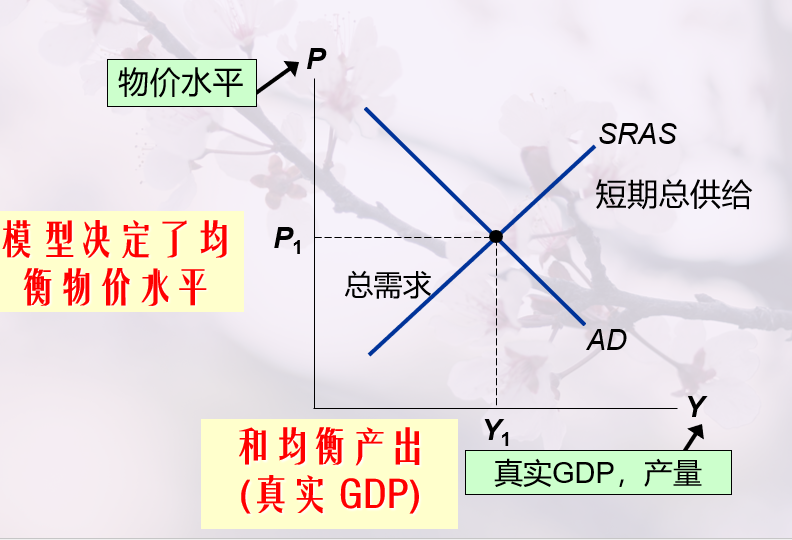 P
物价水平
SRAS
短期总供给
模型决定了均
衡物价水平
P1
总需求
AD
Y
Y1
和均衡产出
(真实 GDP)
真实GDP，产量